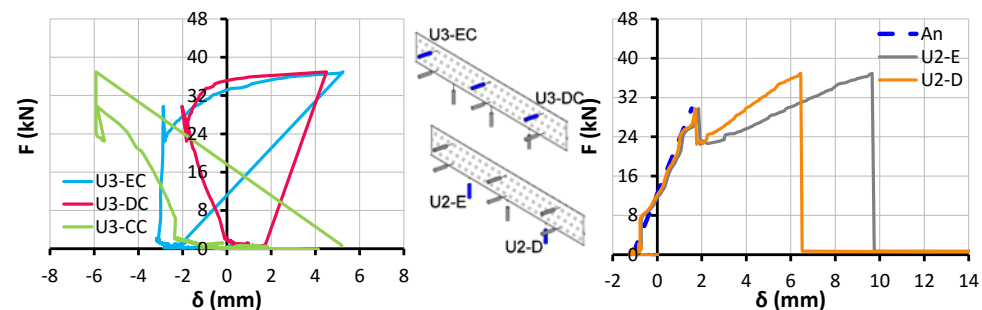 48
40
32
24
16
8
0
F (kN)
U3-EC
U3-DC
U3-CC
-8 -6 -4 -2 0 2 4 6 8
δ (mm)
U3-EC
U3-DC
U2-E
U2-D
48
40
32
24
16
8
0
F (kN)
An
U2-E
U2-D
-2 0 2 4 6 8 10 12 14
δ (mm)